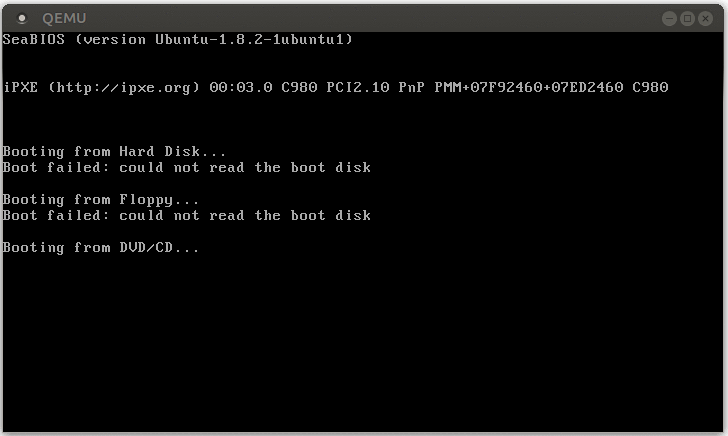 QEMU
SeaBIOS (version Ubuntu-1.8.2-1ubuntu1)
iPXE (http://ipxe.org) 00:03.0 C980 PCI2.10 PnP PMM+07F92460+07ED2460 C980
Booting from Hard Disk...
Boot failed: could not read the boot disk
Booting from Floppy...
Boot failed: could not read the boot disk
Booting from DVD/CD...